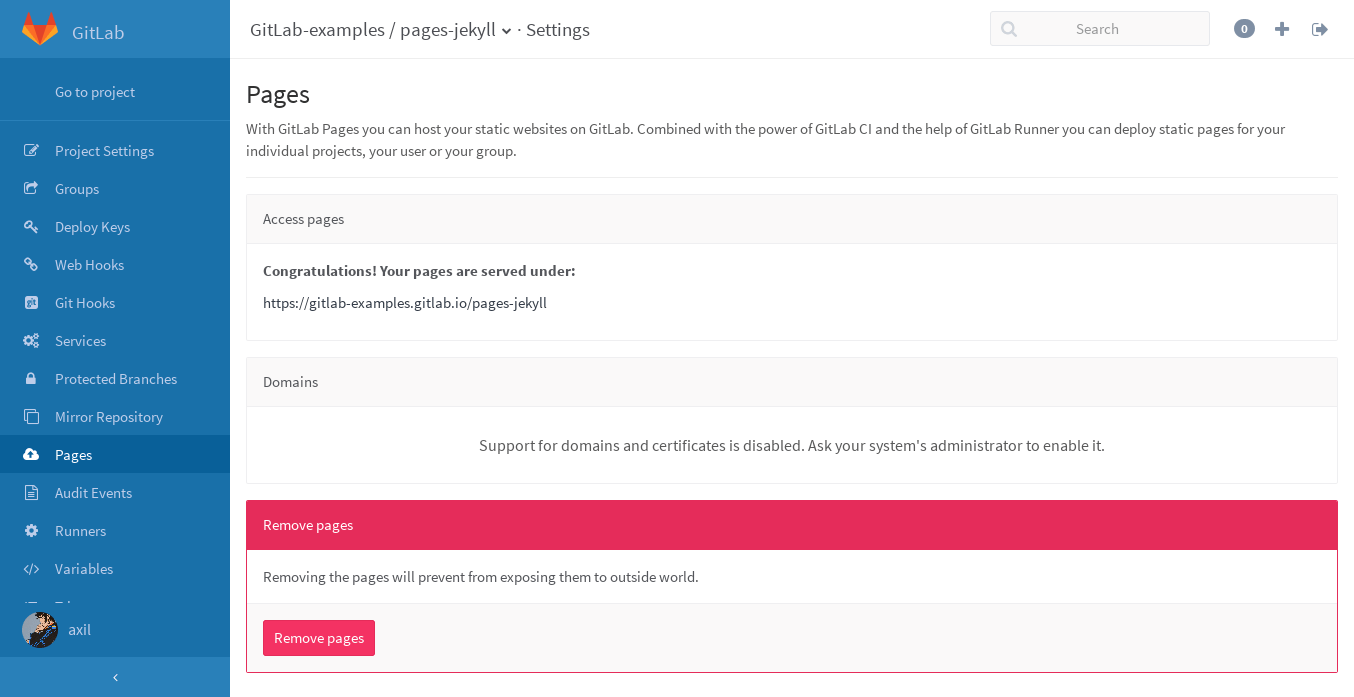 GitLab
Go to project
Project Settings
Groups
Deploy Keys
Web Hooks
Git Hooks
Services
Protected Branches
Mirror Repository
Pages
Audit Events
Runners
Variables
axil
GitLab-examples / pages-jekyll · Settings
Search
0
Pages
With GitLab Pages you can host your static websites on GitLab. Combined with the power of GitLab CI and the help of GitLab Runner you can deploy static pages for your
individual projects, your user or your group.
Access pages
Congratulations! Your pages are served under:
https://gitlab-examples.gitlab.io/pages-jekyll
Domains
Support for domains and certificates is disabled. Ask your system's administrator to enable it.
Remove pages
Removing the pages will prevent from exposing them to outside world.
Remove pages